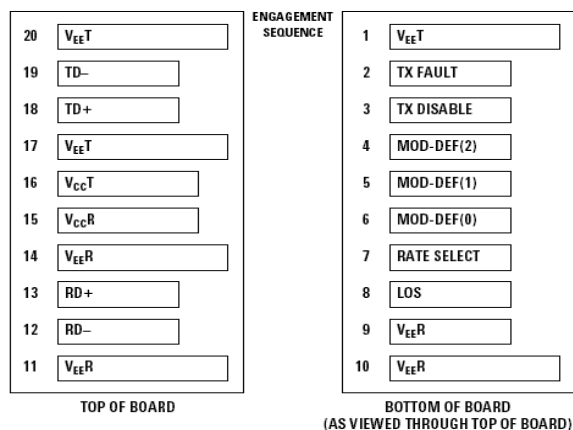 ENGAGEMENT
SEQUENCE
20 VEET
19 TD–
18 TD+
17 VEET
16 VCCT
15 VCCR
14 VEER
13 RD+
12 RD–
11 VEER
TOP OF BOARD
1 VEET
2 TX FAULT
3 TX DISABLE
4 MOD-DEF(2)
5 MOD-DEF(1)
6 MOD-DEF(0)
7 RATE SELECT
8 LOS
9 VEER
10 VEER
BOTTOM OF BOARD
(AS VIEWED THROUGH TOP OF BOARD)